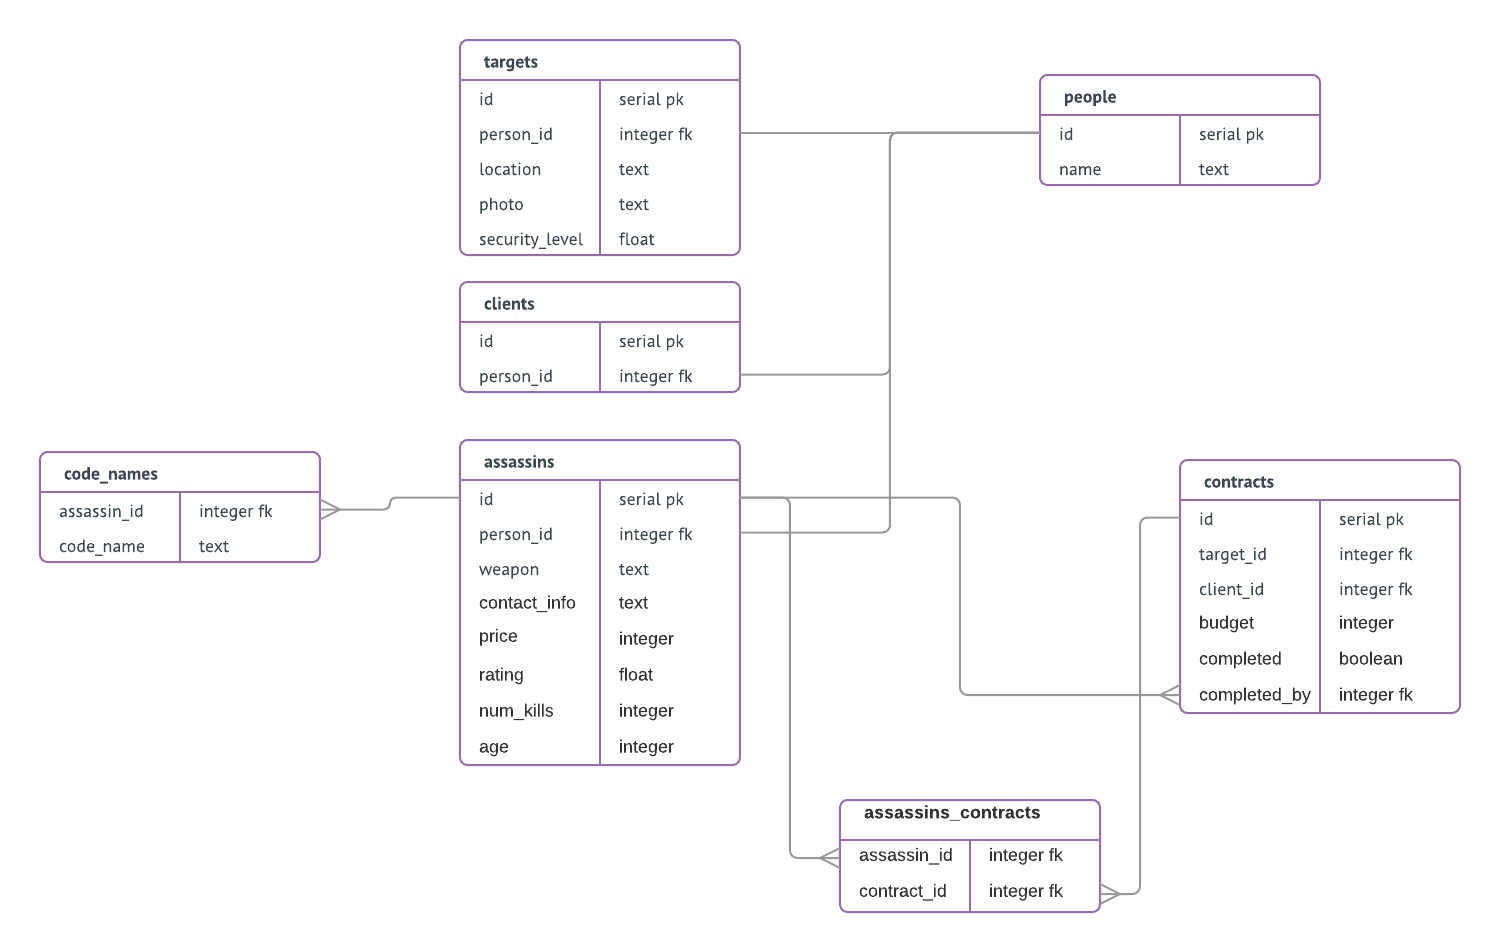 targets
id serial pk
person_id integer fk
location text
photo text
security_level float
people
id serial pk
name text
clients
id serial pk
person_id integer fk
code_names
assassin_id integer fk
code_name text
assassins
id serial pk
person_id integer fk
weapon text
contact_info text
price integer
rating float
num_kills integer
age integer
contracts
id serial pk
target_id integer fk
client_id integer fk
budget integer
completed boolean
completed_by integer fk
assassins_contracts
assassin_id integer fk
contract_id integer fk